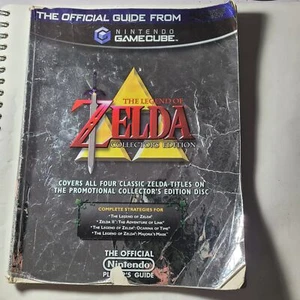 THE OFFICIAL GUIDE FROM
NINTENDO
GAMECUBE™
THE LEGEND OF
ZELDA
COLLECTOR'S EDITION
COVERS ALL FOUR CLASSIC ZELDA TITLES ON
THE PROMOTIONAL COLLECTOR'S EDITION DISC
COMPLETE STRATEGIES FOR
• The Legend of Zelda®
• Zelda II®: The Adventure of Link®
• The Legend of Zelda®: Ocarina of Time®
• The Legend of Zelda®: Majora's Mask®
THE OFFICIAL
Nintendo
PLAYER'S GUIDE